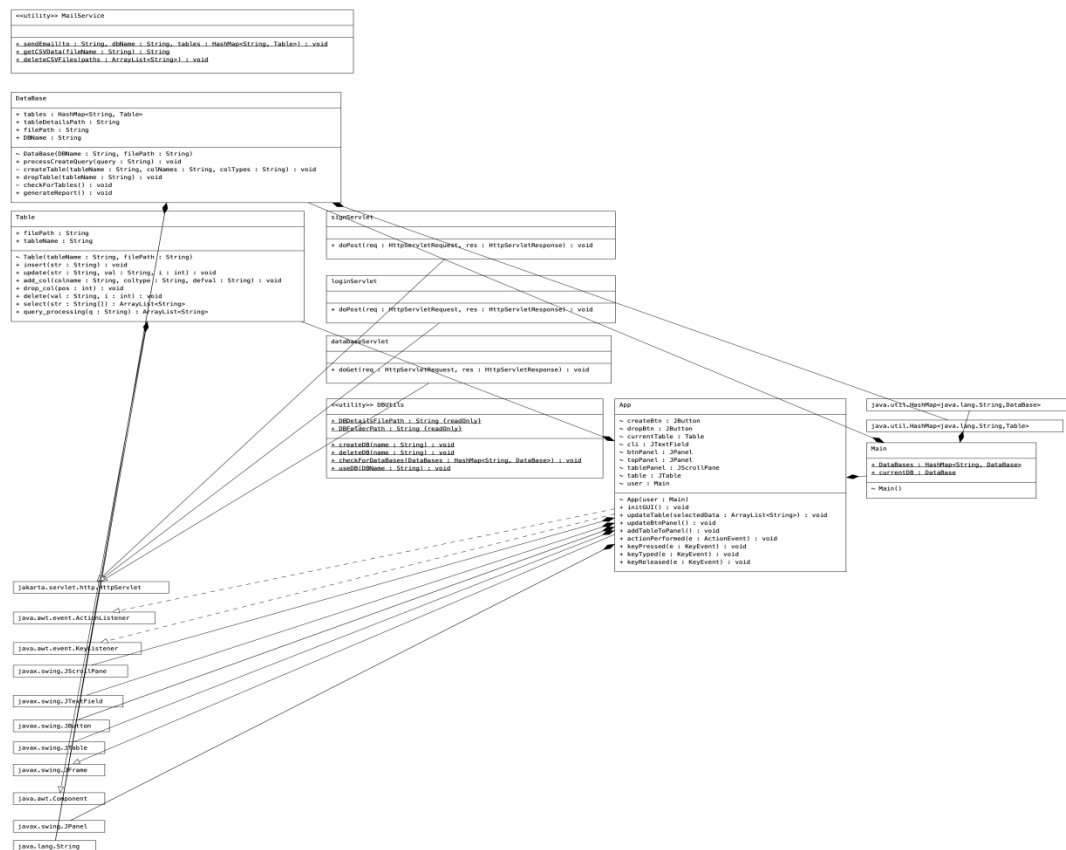 <<utility>> MailService
+ sendEmail(to : String, dbName : String, tables : HashMap<String, Table>) : void
+ getCSVData(fileName : String) : String
+ deleteCSVFiles(paths : ArrayList<String>) : void
DataBase
+ tables : HashMap<String, Table>
+ tableDetailsPath : String
+ filePath : String
+ DBName : String
~ DataBase(DBName : String, filePath : String)
+ processCreateQuery(query : String) : void
- createTable(tableName : String, colNames : String, colTypes : String) : void
+ dropTable(tableName : String) : void
- checkForTables() : void
+ generateReport() : void
Table
+ filePath : String
+ tableName : String
~ Table(tableName : String, filePath : String)
+ insert(str : String) : void
+ update(str : String, val : String, i : int) : void
+ add_col(colname : String, coltype : String, defval : String) : void
+ drop_col(pos : int) : void
+ delete(val : String, i : int) : void
+ select(str : String[]) : ArrayList<String>
+ query_processing(q : String) : ArrayList<String>
signServlet
+ doPost(req : HttpServletRequest, res : HttpServletResponse) : void
loginServlet
+ doPost(req : HttpServletRequest, res : HttpServletResponse) : void
databaseServlet
+ doGet(req : HttpServletRequest, res : HttpServletResponse) : void
<<utility>> DBUtils
+ DBDetailsFilePath : String {readOnly}
+ DBFolderPath : String {readOnly}
+ createDB(name : String) : void
+ deleteDB(name : String) : void
+ checkForDataBases(DataBases : HashMap<String, DataBase>) : void
+ useDB(DBName : String) : void
App
~ createBtn : JButton
~ dropBtn : JButton
~ currentTable : Table
~ cli : JTextField
~ btnPanel : JPanel
~ topPanel : JPanel
~ tablePanel : JScrollPane
~ table : JTable
~ user : Main
~ App(user : Main)
+ initGUI() : void
+ updateTable(selectedData : ArrayList<String>) : void
+ updateBtnPanel() : void
+ addTableToPanel() : void
+ actionPerformed(e : ActionEvent) : void
+ keyPressed(e : KeyEvent) : void
+ keyTyped(e : KeyEvent) : void
+ keyReleased(e : KeyEvent) : void
java.util.HashMap<java.lang.String,DataBase>
java.util.HashMap<java.lang.String,Table>
Main
+ DataBases : HashMap<String, DataBase>
+ currentDB : DataBase
~ Main()
jakarta.servlet.http.HttpServlet
java.awt.event.ActionListener
java.awt.event.KeyListener
javax.swing.JScrollPane
javax.swing.JTextField
javax.swing.JButton
javax.swing.JTable
javax.swing.JFrame
java.awt.Component
javax.swing.JPanel
java.lang.String